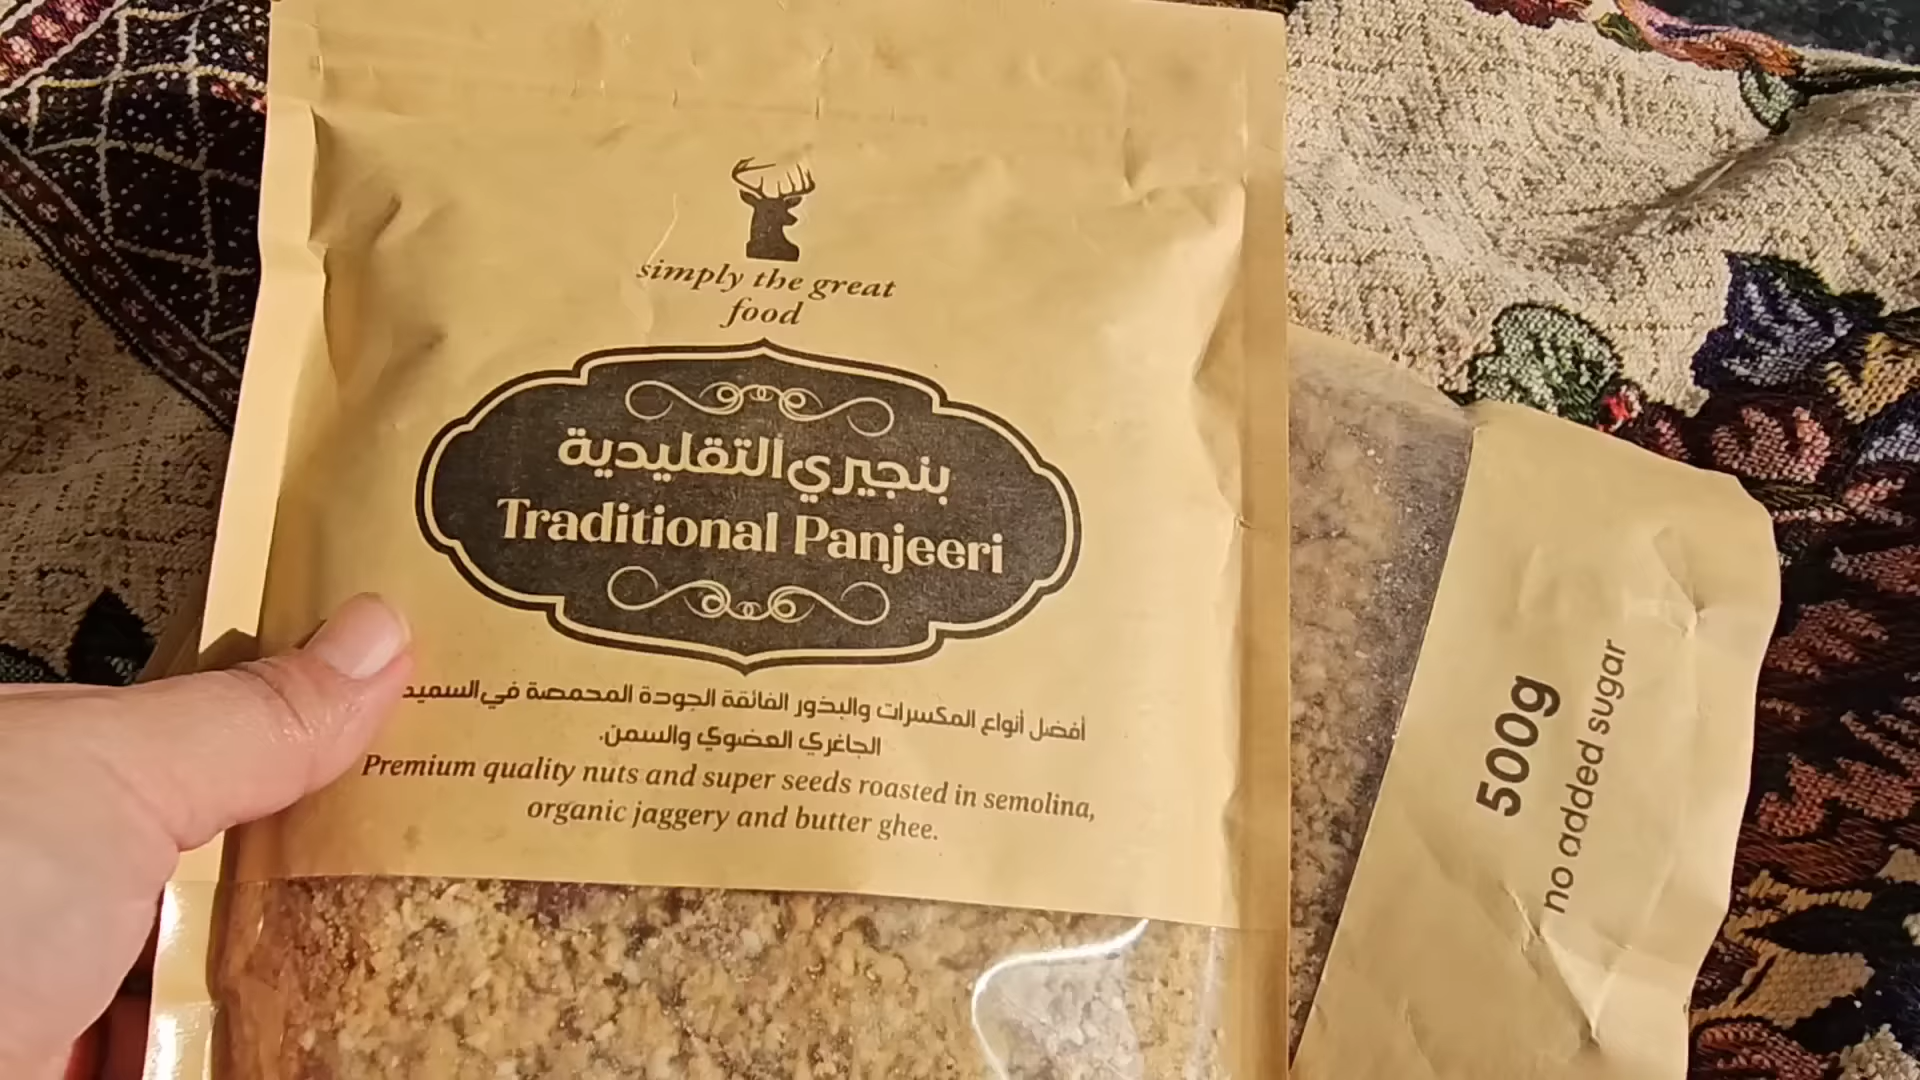 simply the great
food
بنجيري التقليدية
Traditional Panjeeri
أفضل أنواع المكسرات والبذور الفائقة الجودة المحمصة في السميد
الجاغري العضوي والسمن.
Premium quality nuts and super seeds roasted in semolina,
organic jaggery and butter ghee.
500g
no added sugar